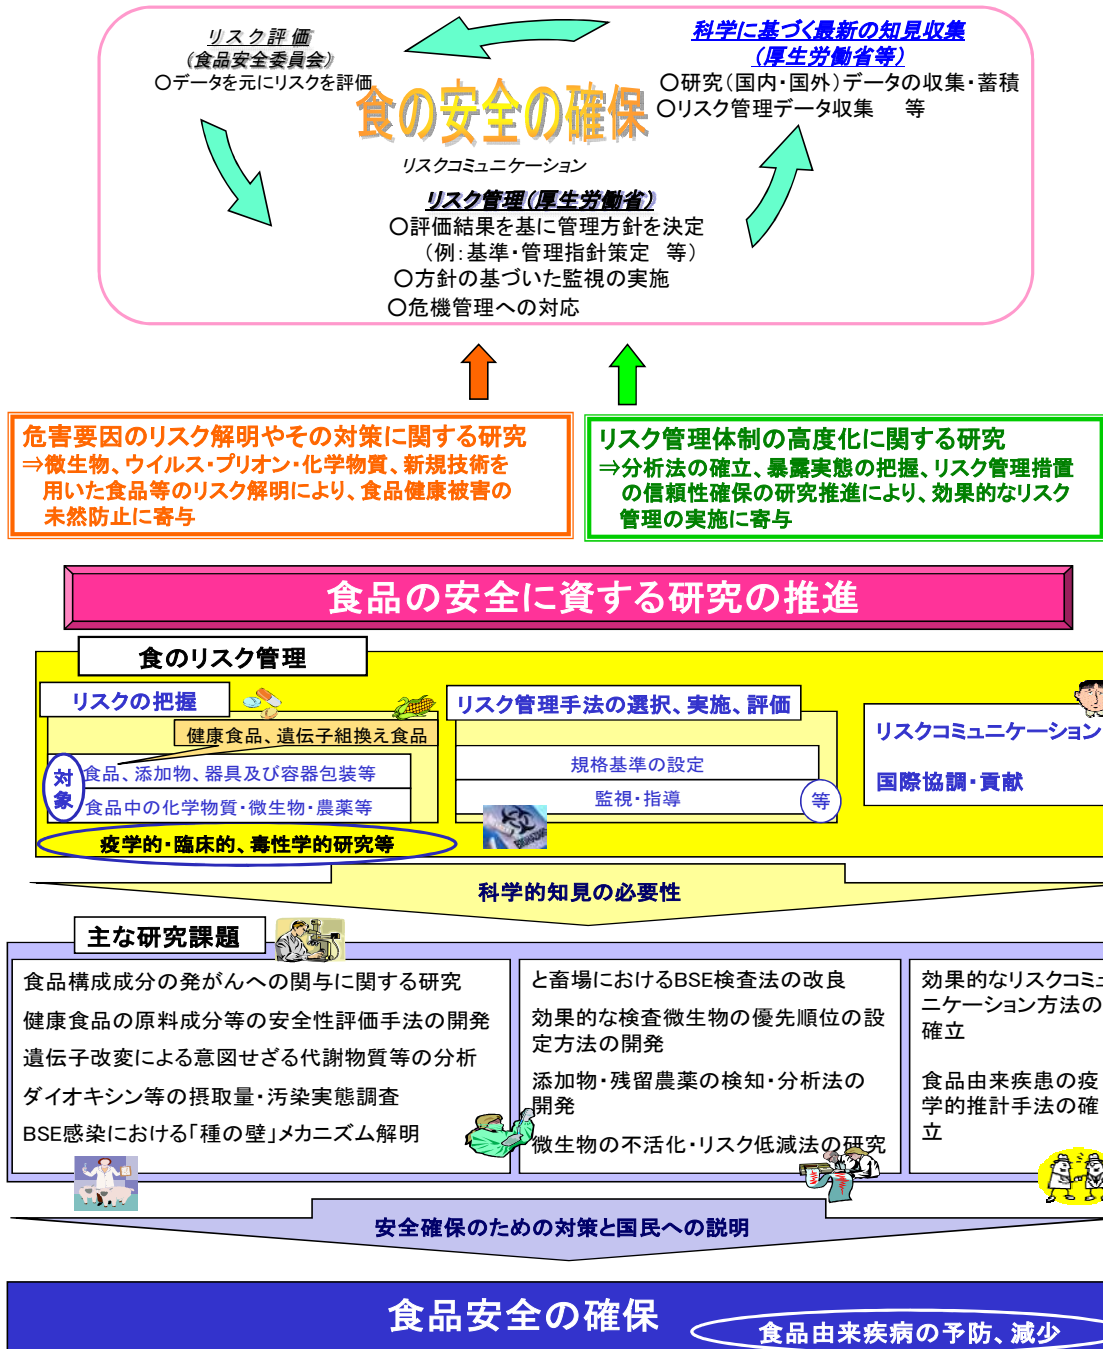 リスク評価
(食品安全委員会)
○データを元にリスクを評価
科学に基づく最新の知見収集
(厚生労働省等)
○研究(国内・国外)データの収集・蓄積
○リスク管理データ収集　等
食の安全の確保
リスクコミュニケーション
リスク管理(厚生労働省)
○評価結果を基に管理方針を決定
(例:基準・管理指針策定　等)
○方針の基づいた監視の実施
○危機管理への対応
危害要因のリスク解明やその対策に関する研究
⇒微生物、ウイルス・プリオン・化学物質、新規技術を
用いた食品等のリスク解明により、食品健康被害の
未然防止に寄与
リスク管理体制の高度化に関する研究
⇒分析法の確立、暴露実態の把握、リスク管理措置
の信頼性確保の研究推進により、効果的なリスク
管理の実施に寄与
食品の安全に資する研究の推進
食のリスク管理
リスクの把握
健康食品、遺伝子組換え食品
対象
食品、添加物、器具及び容器包装等
食品中の化学物質・微生物・農薬等
疫学的・臨床的、毒性学的研究等
リスク管理手法の選択、実施、評価
規格基準の設定
監視・指導
等
リスクコミュニケーション
国際協調・貢献
科学的知見の必要性
主な研究課題
食品構成成分の発がんへの関与に関する研究
健康食品の原料成分等の安全性評価手法の開発
遺伝子改変による意図せざる代謝物質等の分析
ダイオキシン等の摂取量・汚染実態調査
BSE感染における「種の壁」メカニズム解明
と畜場におけるBSE検査法の改良
効果的な検査微生物の優先順位の設
定方法の開発
添加物・残留農薬の検知・分析法の
開発
微生物の不活化・リスク低減法の研究
効果的なリスクコミュ
ニケーション方法の
確立
食品由来疾患の疫
学的推計手法の確
立
安全確保のための対策と国民への説明
食品安全の確保
食品由来疾病の予防、減少